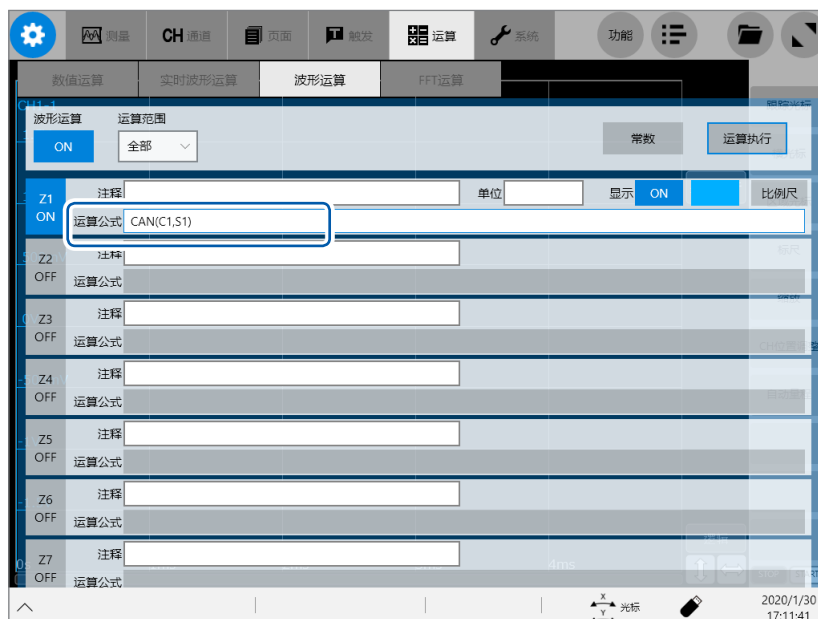 测量 CH 通道 页面 触发 运算 系统 功能
数值运算 实时波形运算 波形运算 FFT运算
CH1-1 跟踪光标
波形运算 运算范围
ON 全部 常数 运算执行
Z1 注释 单位 显示 ON 比例尺
ON 运算公式 CAN(C1,S1)
Z2 注释
OFF 运算公式
Z3 注释
OFF 运算公式
Z4 注释
OFF 运算公式
Z5 注释
OFF 运算公式
Z6 注释
OFF 运算公式
Z7 注释
4ms
OFF 运算公式
X
Y 光标
2020/1/30
17:11:41